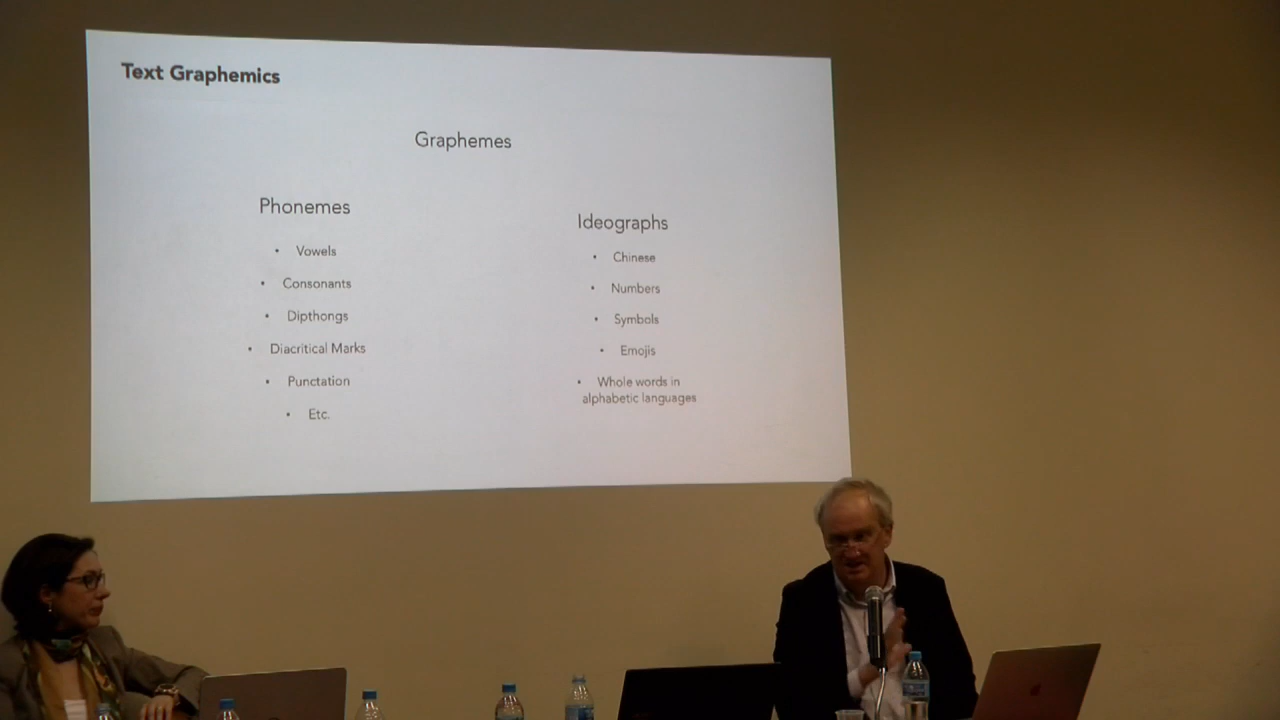 Text Graphemics
Graphemes
Phonemes
• Vowels
• Consonants
• Dipthongs
• Diacritical Marks
• Punctation
• Etc.
Ideographs
• Chinese
• Numbers
• Symbols
• Emojis
• Whole words in
alphabetic languages